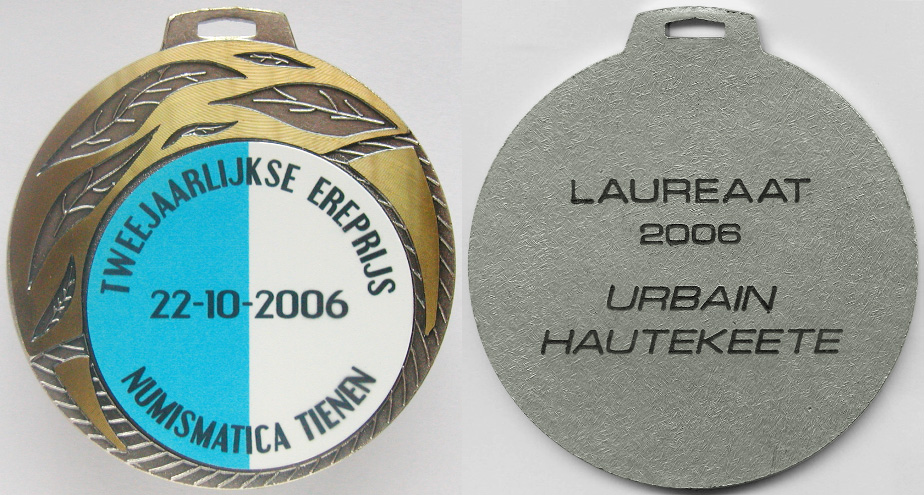 TWEEJAARLIJKSE EREPRIJS
22-10-2006
NUMISMATICA TIENEN
LAUREAAT
2006
URBAIN
HAUTEKEETE